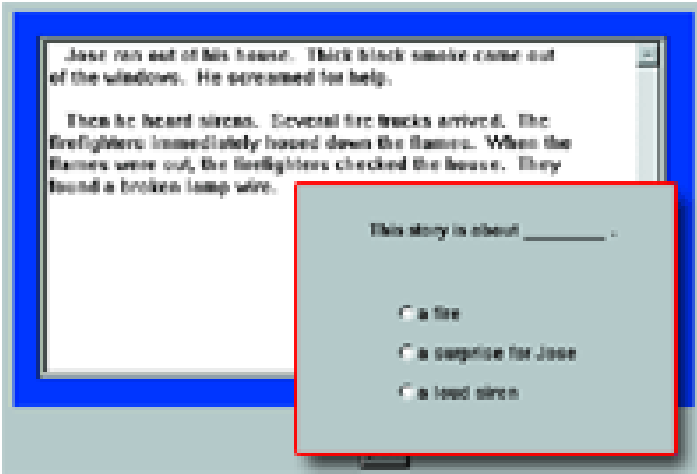 Jose ran out of his house. Thick black smoke came out
of the windows. He screamed for help.
Then he heard sirens. Several fire trucks arrived. The
firefighters immediately hosed down the flames. When the
flames were out, the firefighters checked the house. They
found a broken lamp wire.
This story is about ________ .
a fire
a surprise for Jose
a loud siren